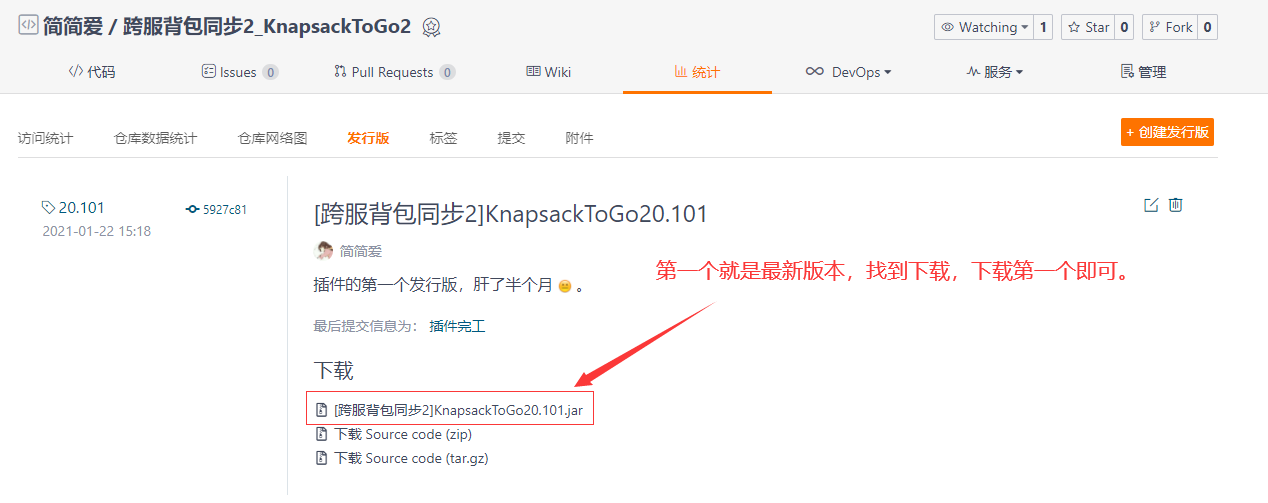 简简爱 / 跨服背包同步2_KnapsackToGo2
Watching 1 Star 0 Fork 0
代码 Issues 0 Pull Requests 0 Wiki 统计 DevOps 服务 管理
访问统计 仓库数据统计 仓库网络图 发行版 标签 提交 附件 + 创建发行版
20.101 5927c81
2021-01-22 15:18
[跨服背包同步2]KnapsackToGo20.101
简简爱
第一个就是最新版本，找到下载，下载第一个即可。
插件的第一个发行版，肝了半个月 😑 。
最后提交信息为： 插件完工
下载
[跨服背包同步2]KnapsackToGo20.101.jar
下载 Source code (zip)
下载 Source code (tar.gz)